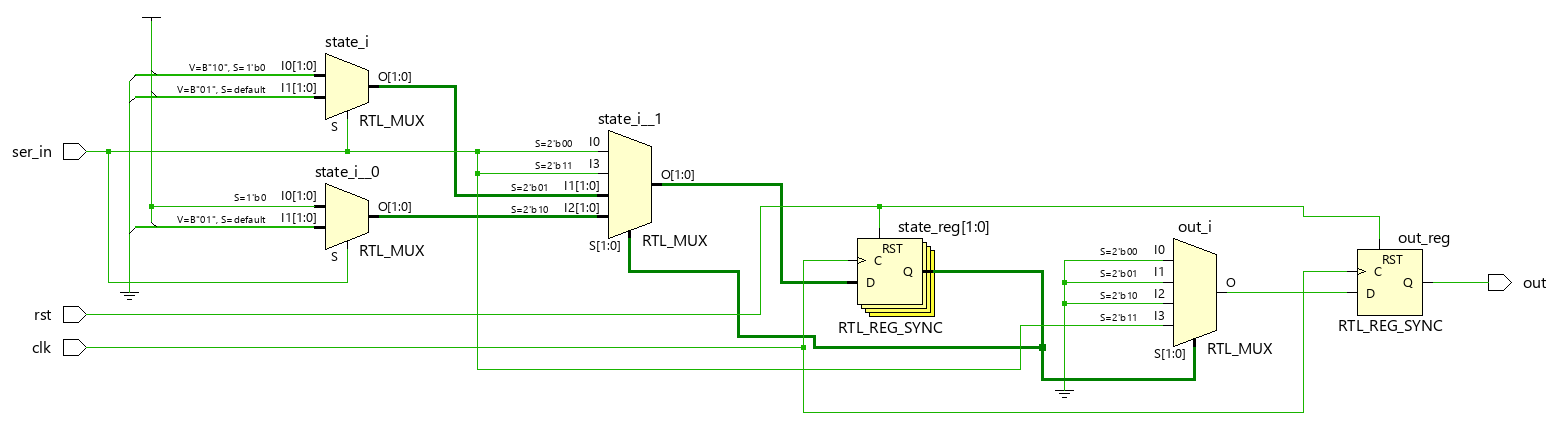 state_i
V=B"10", S=1'b0
I0[1:0]
V=B"01", S=default
I1[1:0]
O[1:0]
S
RTL_MUX
ser_in
state_i__0
S=1'b0
I0[1:0]
V=B"01", S=default
I1[1:0]
O[1:0]
S
RTL_MUX
state_i__1
S=2'b00
I0
S=2'b11
I3
S=2'b01
I1[1:0]
S=2'b10
I2[1:0]
O[1:0]
S[1:0]
RTL_MUX
rst
clk
state_reg[1:0]
RST
C
Q
D
RTL_REG_SYNC
out_i
S=2'b00
I0
S=2'b01
I1
S=2'b10
I2
S=2'b11
I3
O
S[1:0]
RTL_MUX
out_reg
RST
C
Q
D
RTL_REG_SYNC
out